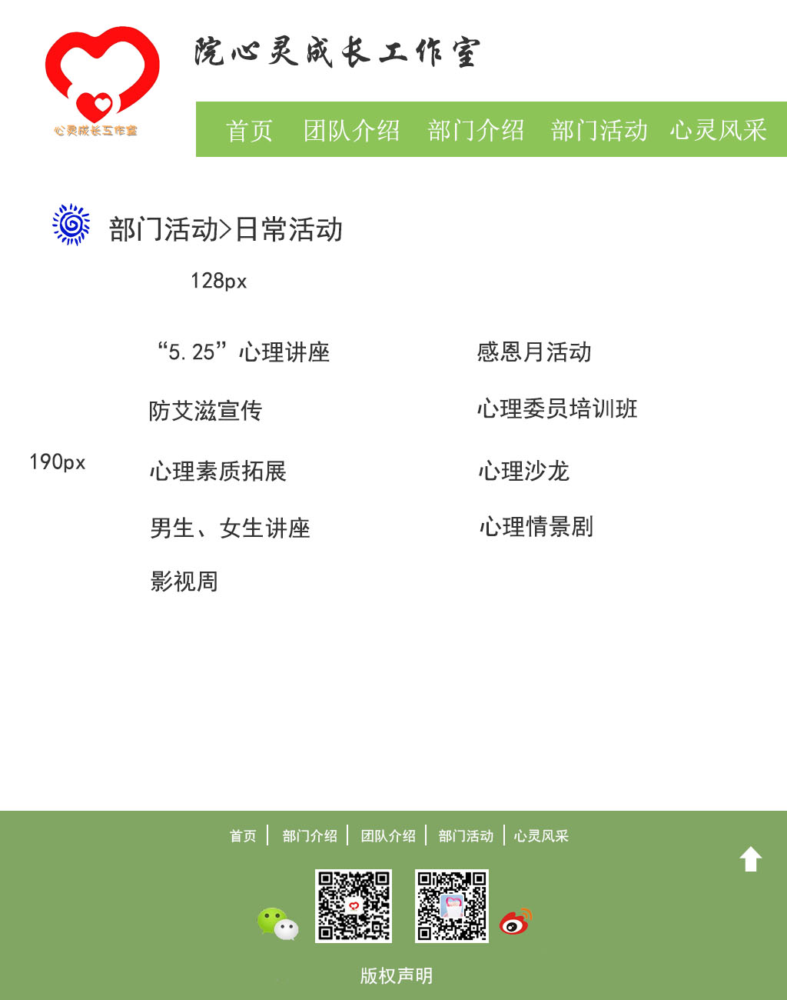 院心灵成长工作室
心灵成长工作室
首页 团队介绍 部门介绍 部门活动 心灵风采
部门活动>日常活动
128px
“5.25”心理讲座 感恩月活动
防艾滋宣传 心理委员培训班
190px
心理素质拓展 心理沙龙
男生、女生讲座 心理情景剧
影视周
首页 部门介绍 团队介绍 部门活动 心灵风采
版权声明